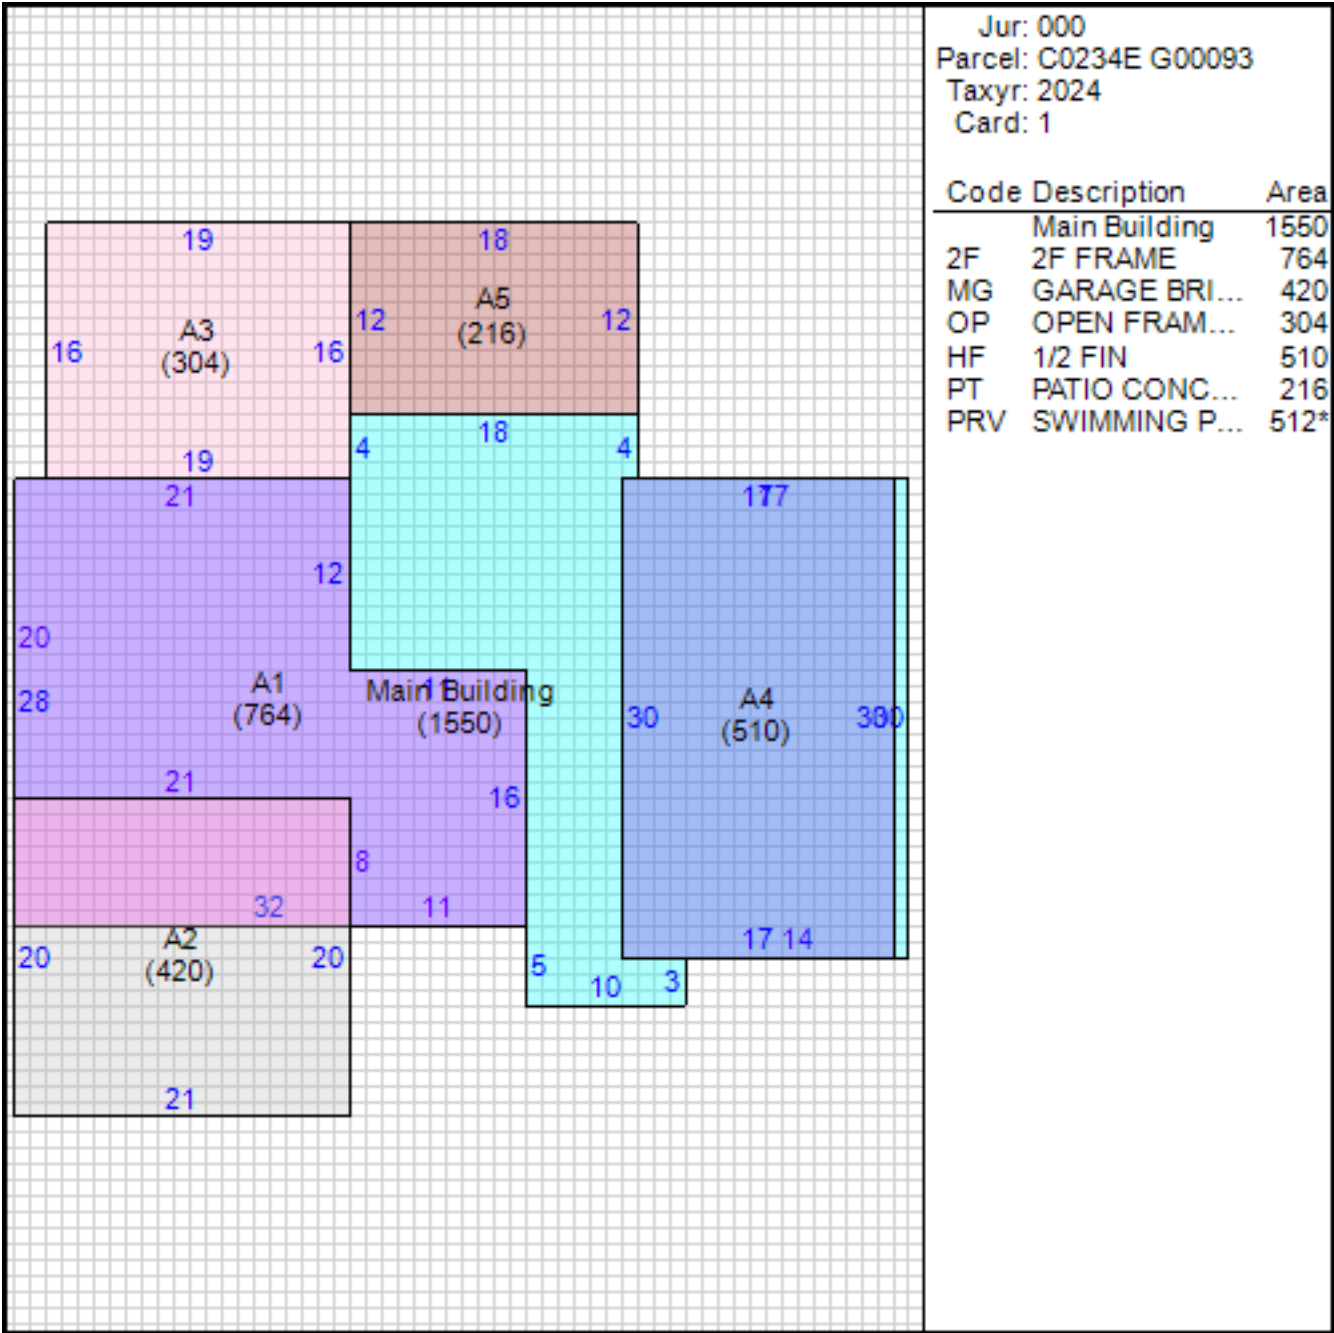 Jur: 000
Parcel: C0234E G00093
Taxyr: 2024
Card: 1
Code Description Area
Main Building 1550
2F 2F FRAME 764
MG GARAGE BRI... 420
OP OPEN FRAM... 304
HF 1/2 FIN 510
PT PATIO CONC... 216
PRV SWIMMING P... 512*
19
18
A5
(216)
12
12
A3
(304)
16
16
18
4
4
19
21
17
12
20
A1
(764)
28
Main Building
(1550)
11
A4
(510)
30
30
21
16
8
32
11
A2
(420)
20
20
17 14
5
10
3
21